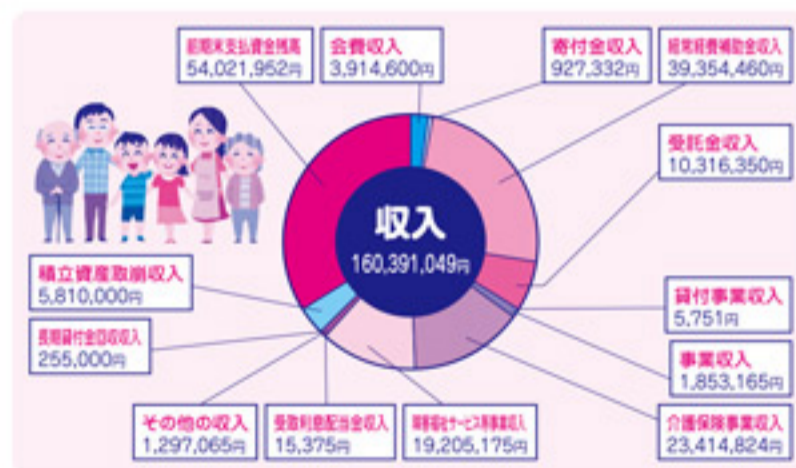 前期末支払資金残高
54,021,952円
会費収入
3,914,600円
寄付金収入
927,332円
経常経費補助金収入
39,354,460円
受託金収入
10,316,350円
収入
160,391,049円
積立資産取崩収入
5,810,000円
貸付事業収入
5,751円
長期貸付金回収収入
255,000円
事業収入
1,853,165円
その他の収入
1,297,065円
受取利息配当金収入
15,375円
障害福祉サービス等事業収入
19,205,175円
介護保険事業収入
23,414,824円